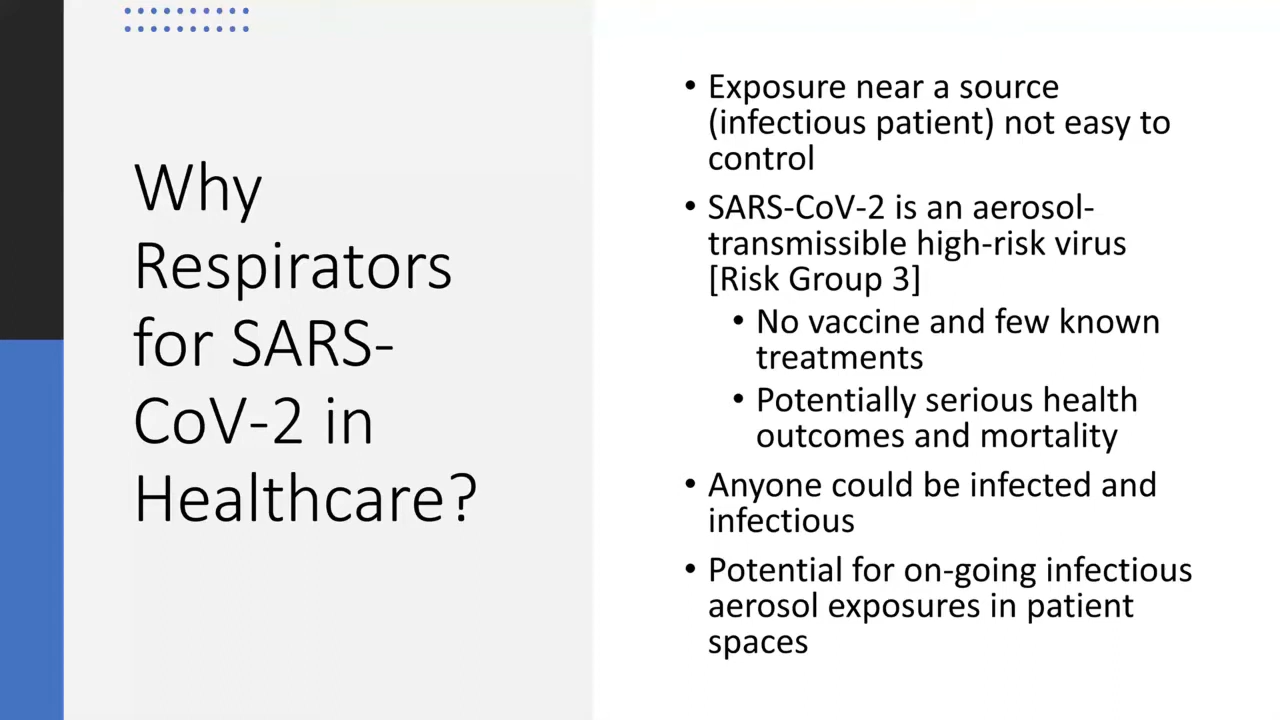 Why
Respirators
for SARS-
CoV-2 in
Healthcare?
• Exposure near a source
(infectious patient) not easy to
control
• SARS-CoV-2 is an aerosol-
transmissible high-risk virus
[Risk Group 3]
• No vaccine and few known
treatments
• Potentially serious health
outcomes and mortality
• Anyone could be infected and
infectious
• Potential for on-going infectious
aerosol exposures in patient
spaces